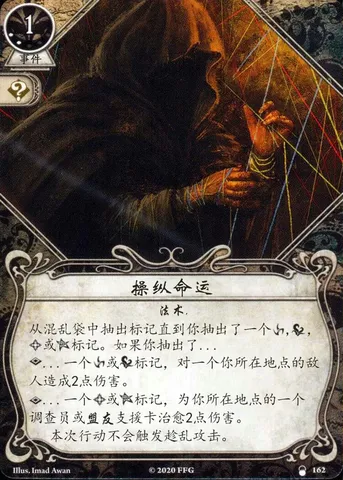 1
事件
?
操纵命运
法术.
从混乱袋中抽出标记直到你抽出了一个,,
或标记。如果你抽出了...
...一个或标记，对一个你所在地点的敌
人造成2点伤害。
...一个或标记，为你所在地点的一个
调查员或盟友支援卡治愈2点伤害。
本次行动不会触发趁乱攻击。
Illus. Imad Awan
© 2020 FFG
162